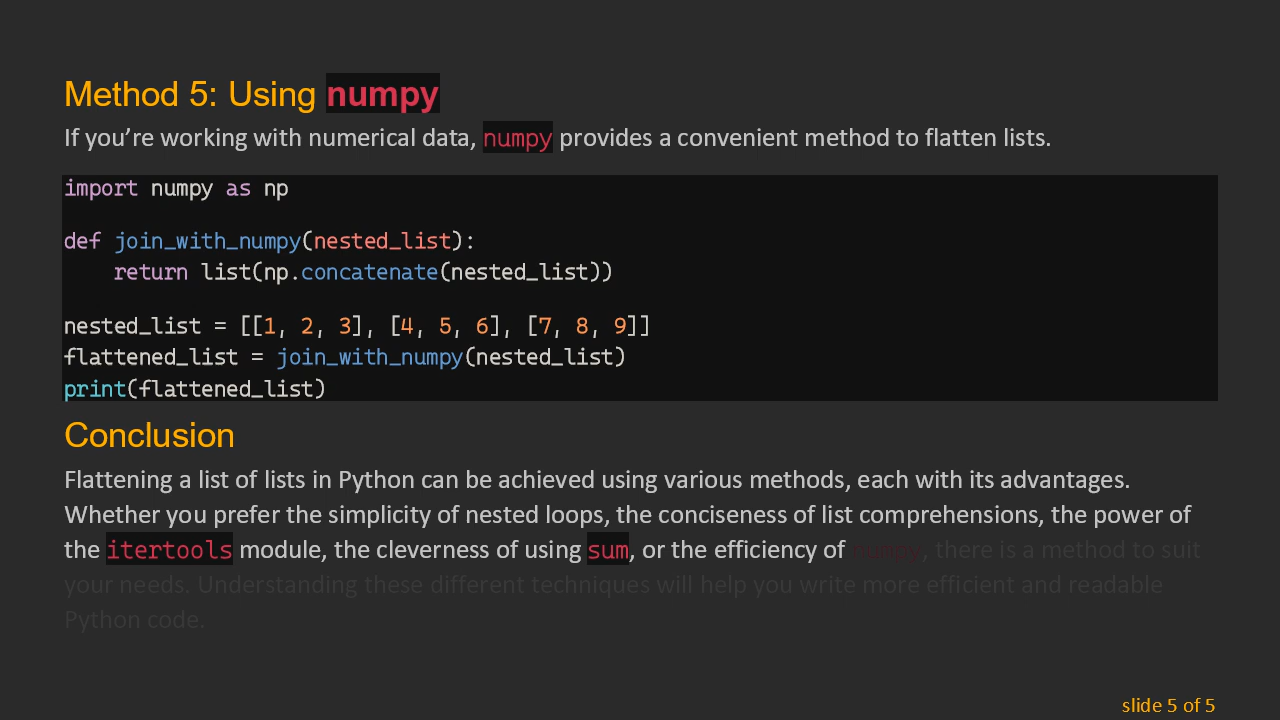 Method 5: Using numpy
If you’re working with numerical data, numpy provides a convenient method to flatten lists.
import numpy as np
def join_with_numpy(nested_list):
    return list(np.concatenate(nested_list))
nested_list = [[1, 2, 3], [4, 5, 6], [7, 8, 9]]
flattened_list = join_with_numpy(nested_list)
print(flattened_list)
Conclusion
Flattening a list of lists in Python can be achieved using various methods, each with its advantages.
Whether you prefer the simplicity of nested loops, the conciseness of list comprehensions, the power of
the itertools module, the cleverness of using sum, or the efficiency of numpy, there is a method to suit
your needs. Understanding these different techniques will help you write more efficient and readable
Python code.
slide 5 of 5